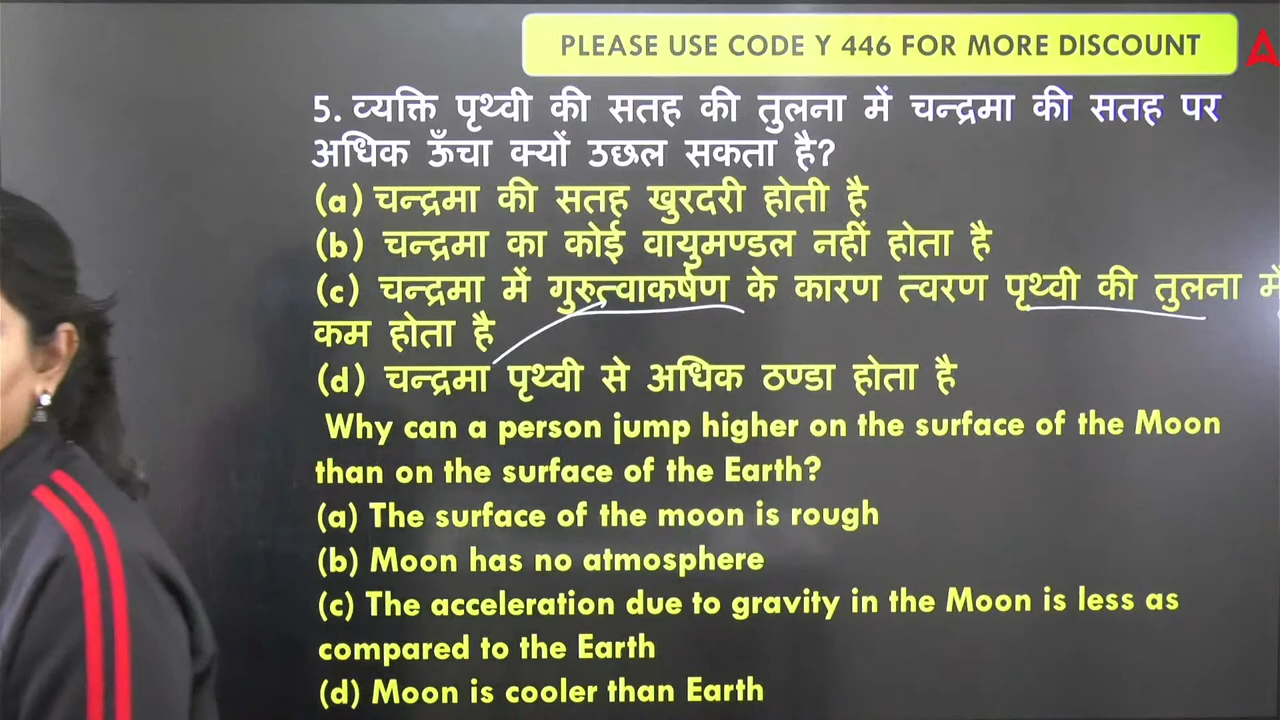 PLEASE USE CODE Y 446 FOR MORE DISCOUNT
5. व्यक्ति पृथ्वी की सतह की तुलना में चन्द्रमा की सतह पर
अधिक ऊँचा क्यों उछल सकता है?
(a) चन्द्रमा की सतह खुरदरी होती है
(b) चन्द्रमा का कोई वायुमण्डल नहीं होता है
(c) चन्द्रमा में गुरुत्वाकर्षण के कारण त्वरण पृथ्वी की तुलना में
कम होता है
(d) चन्द्रमा पृथ्वी से अधिक ठण्डा होता है
Why can a person jump higher on the surface of the Moon
than on the surface of the Earth?
(a) The surface of the moon is rough
(b) Moon has no atmosphere
(c) The acceleration due to gravity in the Moon is less as
compared to the Earth
(d) Moon is cooler than Earth